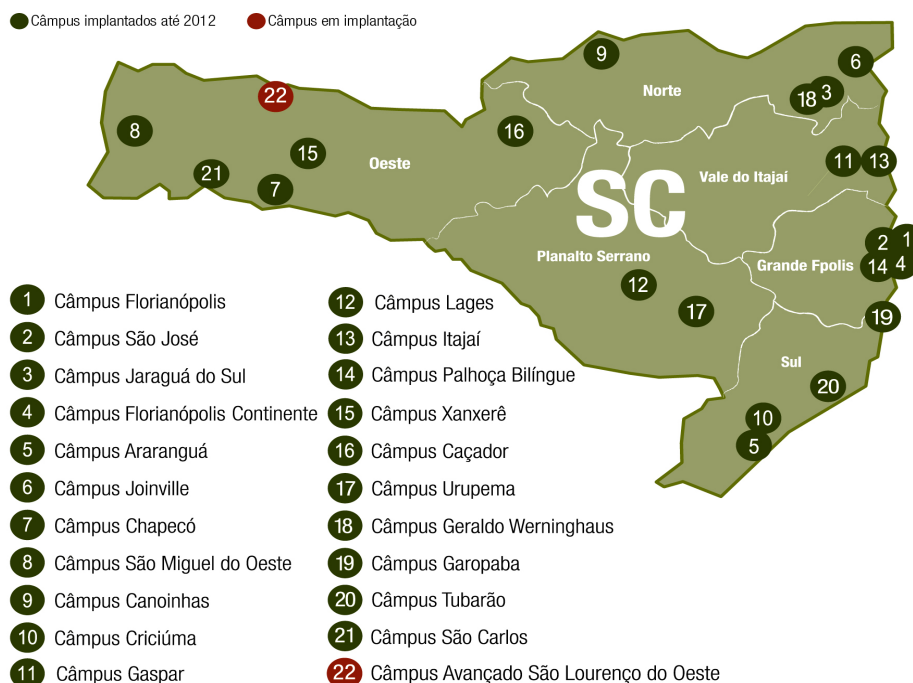 Câmpus implantados até 2012
Câmpus em implantação
9
6
Norte
22
3
18
8
16
15
Oeste
11
13
21
Vale do Itajaí
7
SC
1
2
Planalto Serrano
Grande Fpolis
14
4
12
17
19
Sul
20
10
5
1 Câmpus Florianópolis
2 Câmpus São José
3 Câmpus Jaraguá do Sul
4 Câmpus Florianópolis Continente
5 Câmpus Araranguá
6 Câmpus Joinville
7 Câmpus Chapecó
8 Câmpus São Miguel do Oeste
9 Câmpus Canoinhas
10 Câmpus Criciúma
11 Câmpus Gaspar
12 Câmpus Lages
13 Câmpus Itajaí
14 Câmpus Palhoça Bilíngue
15 Câmpus Xanxerê
16 Câmpus Caçador
17 Câmpus Urupema
18 Câmpus Geraldo Werninghaus
19 Câmpus Garopaba
20 Câmpus Tubarão
21 Câmpus São Carlos
22 Câmpus Avançado São Lourenço do Oeste